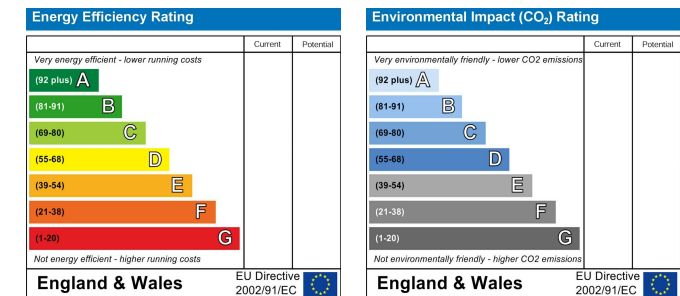 Energy Efficiency Rating
Current Potential
Very energy efficient - lower running costs
(92 plus) A
(81-91) B
(69-80) C
(55-68) D
(39-54) E
(21-38) F
(1-20) G
Not energy efficient - higher running costs
England & Wales
EU Directive
2002/91/EC
Environmental Impact (CO₂) Rating
Current Potential
Very environmentally friendly - lower CO2 emissions
(92 plus) A
(81-91) B
(69-80) C
(55-68) D
(39-54) E
(21-38) F
(1-20) G
Not environmentally friendly - higher CO2 emissions
England & Wales
EU Directive
2002/91/EC